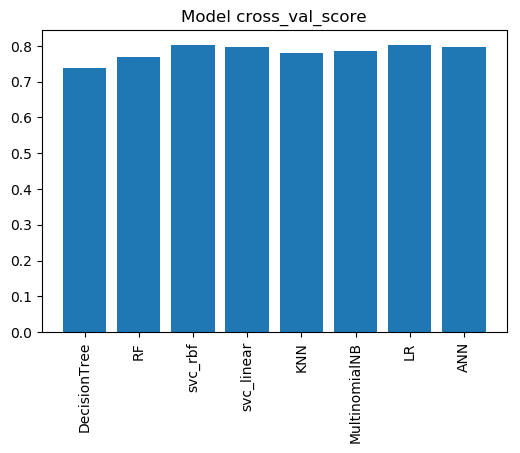 Model cross_val_score
0.8
0.7
0.6
0.5
0.4
0.3
0.2
0.1
0.0
DecisionTree
RF
svc_rbf
svc_linear
KNN
MultinomialNB
LR
ANN